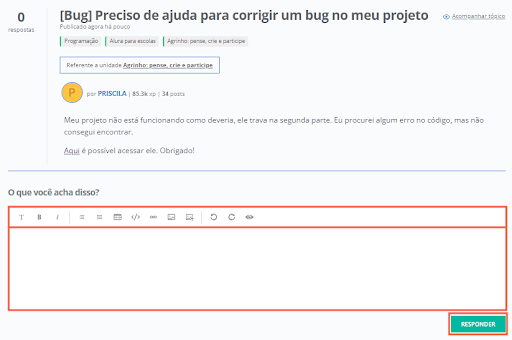 0
respostas
[Bug] Preciso de ajuda para corrigir um bug no meu projeto
Publicado agora há pouco
Acompanhar tópico
Programação Alura para escolas Agrinho: pense, crie e participe
Referente a unidade Agrinho: pense, crie e participe
P
por PRISCILA | 85.3k xp | 34 posts
Meu projeto não está funcionando como deveria, ele trava na segunda parte. Eu procurei algum erro no código, mas não
consegui encontrar.
Aqui é possível acessar ele. Obrigado!
O que você acha disso?
T B I
RESPONDER